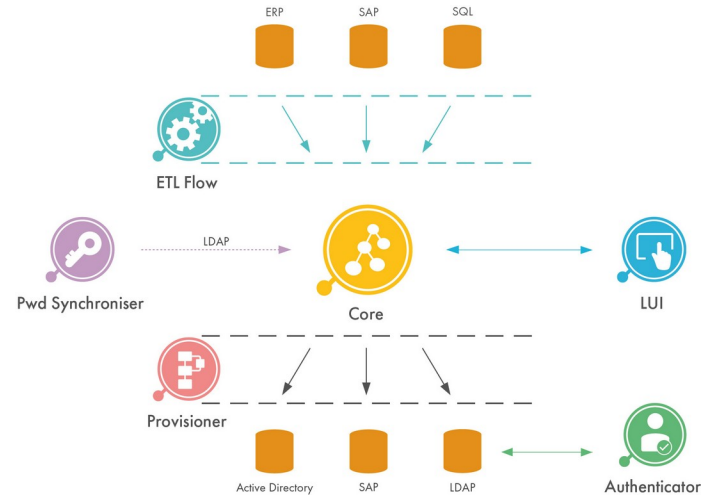 ERP
SAP
SQL
ETL Flow
LDAP
Pwd Synchroniser
Core
LUI
Provisioner
Active Directory
SAP
LDAP
Authenticator